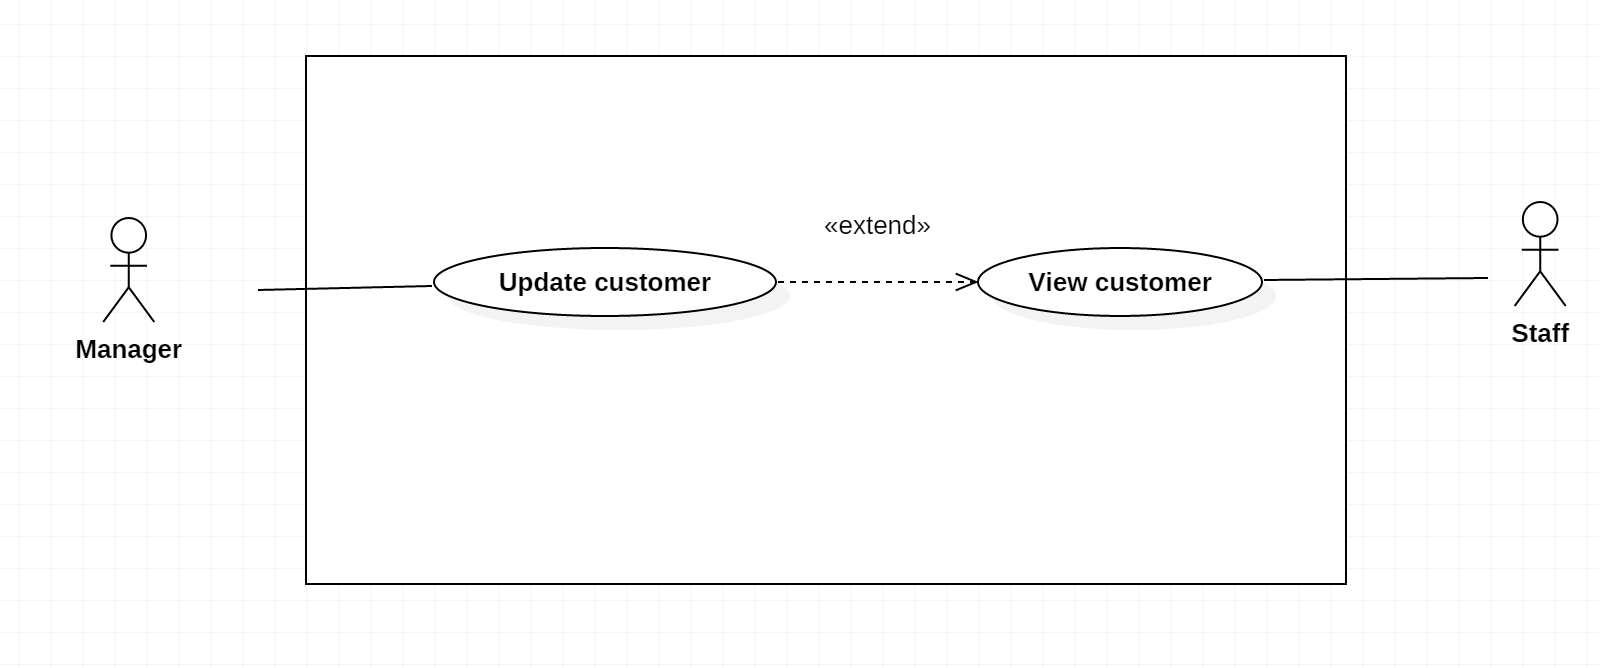 «extend»
Update customer
View customer
Manager
Staff